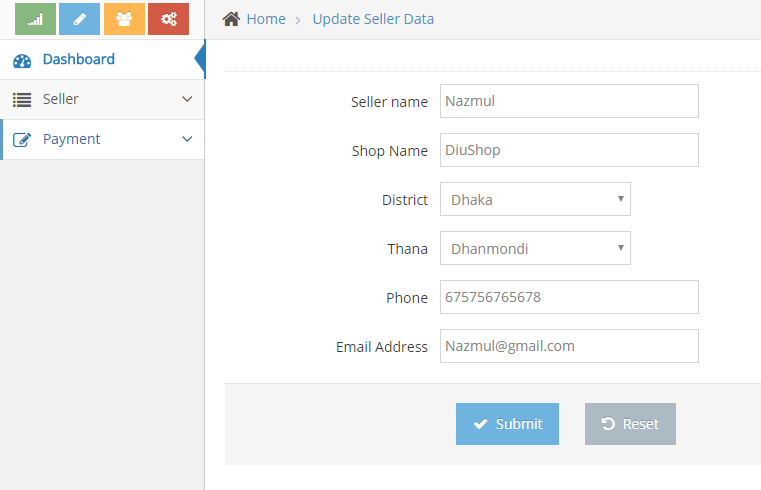 Home > Update Seller Data
Dashboard
Seller
Payment
Seller name Nazmul
Shop Name DiuShop
District Dhaka
Thana Dhanmondi
Phone 675756765678
Email Address Nazmul@gmail.com
Submit Reset